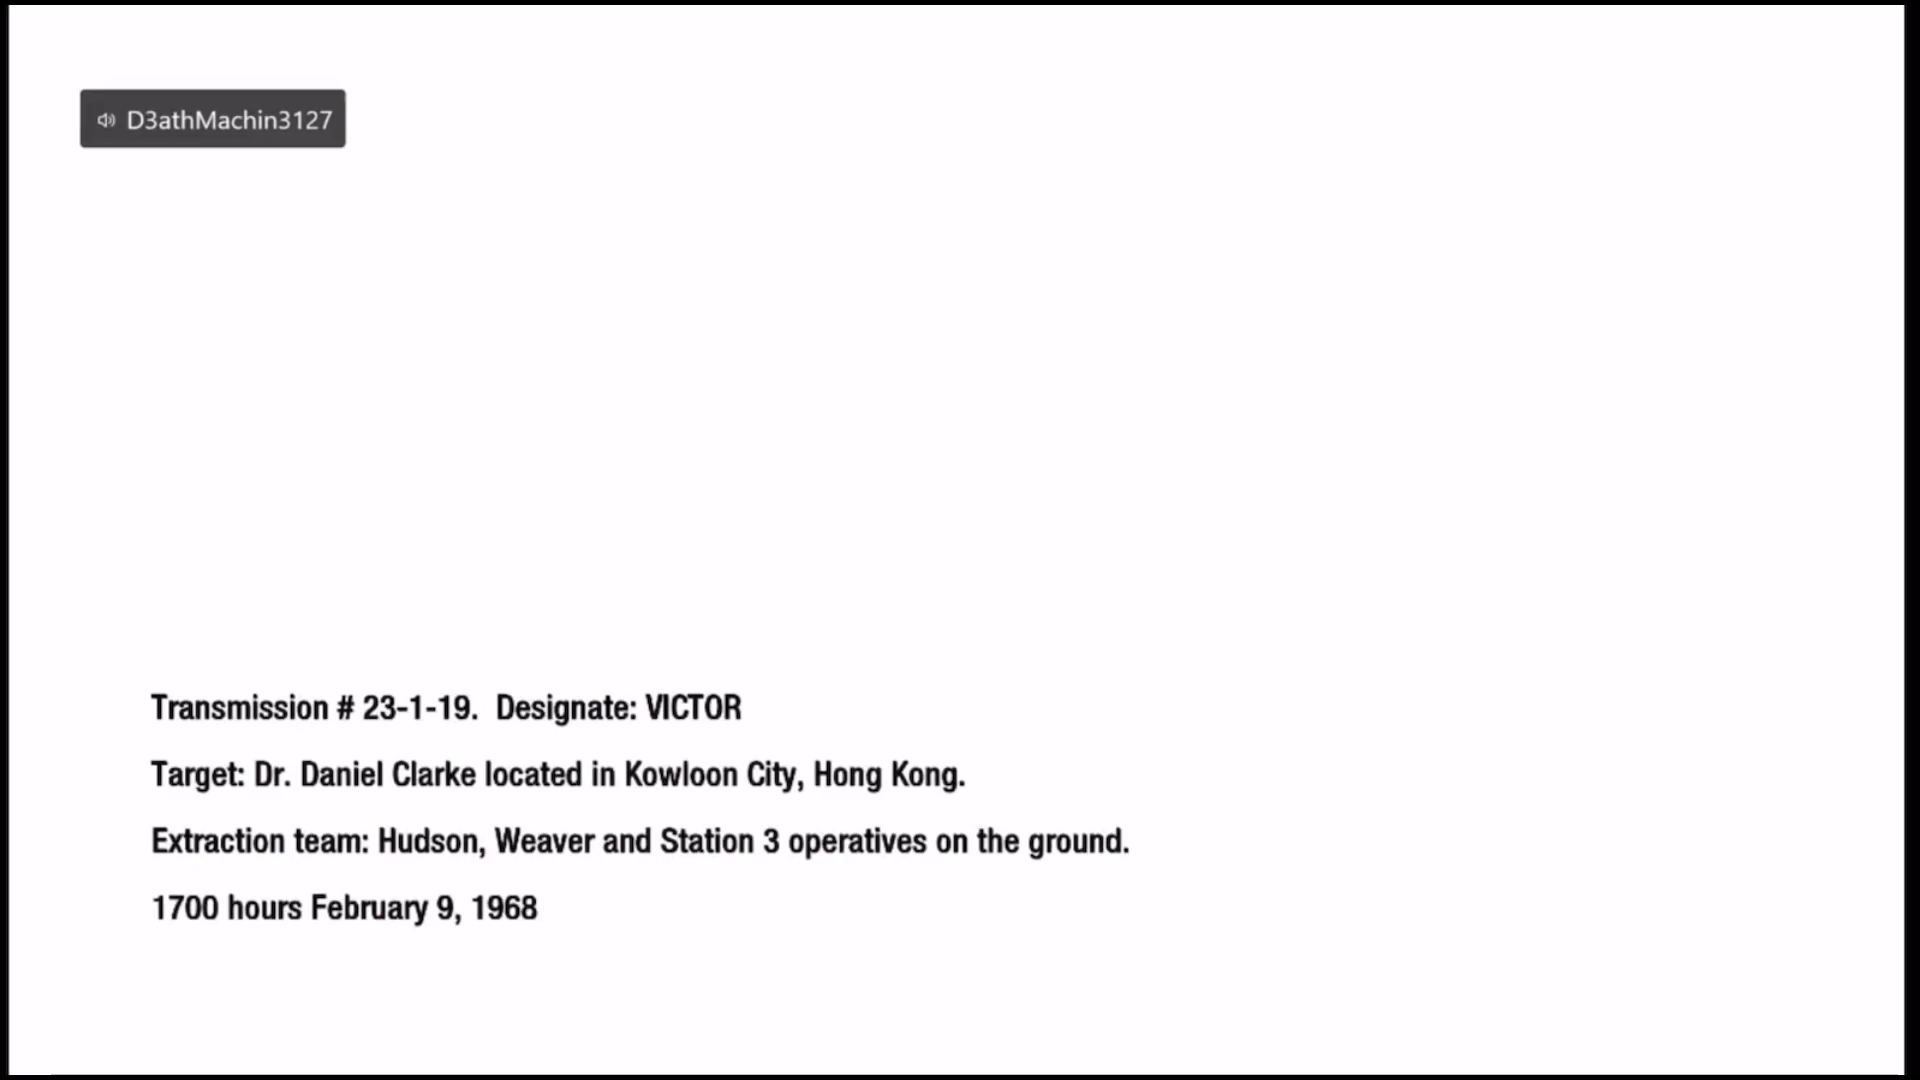 D3athMachin3127
Transmission # 23-1-19.  Designate: VICTOR
Target: Dr. Daniel Clarke located in Kowloon City, Hong Kong.
Extraction team: Hudson, Weaver and Station 3 operatives on the ground.
1700 hours February 9, 1968